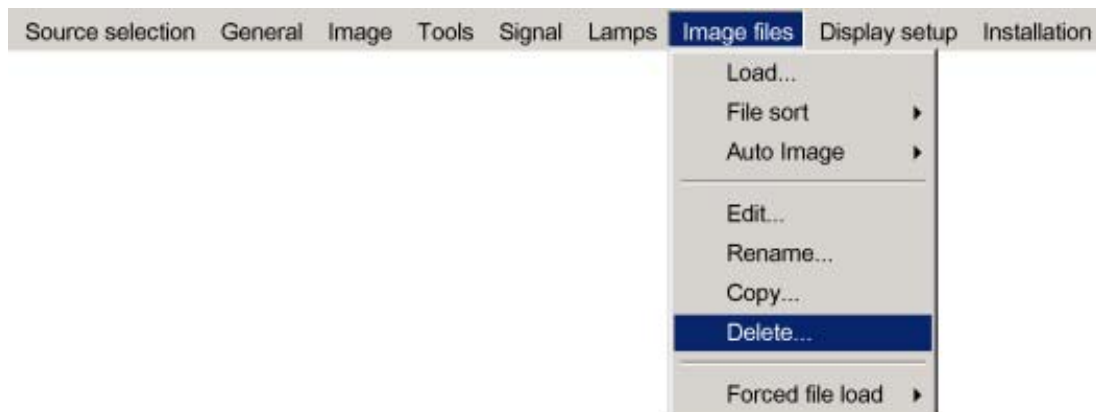 Source selection General Image Tools Signal Lamps Image files Display setup Installation
Load...
File sort
Auto Image
Edit...
Rename...
Copy...
Delete...
Forced file load